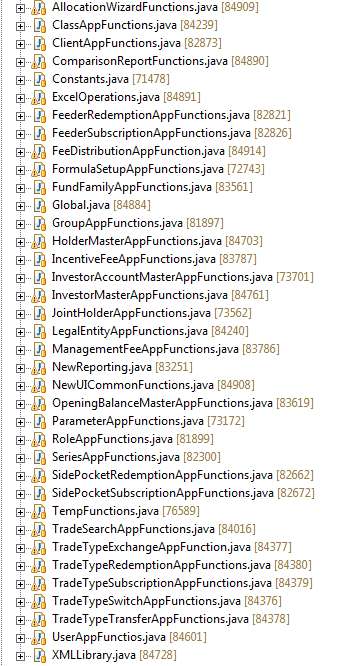 AllocationWizardFunctions.java [84909]
ClassAppFunctions.java [84239]
ClientAppFunctions.java [82873]
ComparisonReportFunctions.java [84890]
Constants.java [71478]
ExcelOperations.java [84891]
FeederRedemptionAppFunctions.java [82821]
FeederSubscriptionAppFunctions.java [82826]
FeeDistributionAppFunction.java [84914]
FormulaSetupAppFunctions.java [72743]
FundFamilyAppFunctions.java [83561]
Global.java [84884]
GroupAppFunctions.java [81897]
HolderMasterAppFunctions.java [84703]
IncentiveFeeAppFunctions.java [83787]
InvestorAccountMasterAppFunctions.java [73701]
InvestorMasterAppFunctions.java [84761]
JointHolderAppFunctions.java [73562]
LegalEntityAppFunctions.java [84240]
ManagementFeeAppFunctions.java [83786]
NewReporting.java [83251]
NewUICommonFunctions.java [84908]
OpeningBalanceMasterAppFunctions.java [83619]
ParameterAppFunctions.java [73172]
RoleAppFunctions.java [81899]
SeriesAppFunctions.java [82300]
SidePocketRedemptionAppFunctions.java [82662]
SidePocketSubscriptionAppFunctions.java [82672]
TempFunctions.java [76589]
TradeSearchAppFunctions.java [84016]
TradeTypeExchangeAppFunction.java [84377]
TradeTypeRedemptionAppFunctions.java [84380]
TradeTypeSubscriptionAppFunctions.java [84379]
TradeTypeSwitchAppFunctions.java [84376]
TradeTypeTransferAppFunctions.java [84378]
UserAppFunctios.java [84601]
XMLLibrary.java [84728]